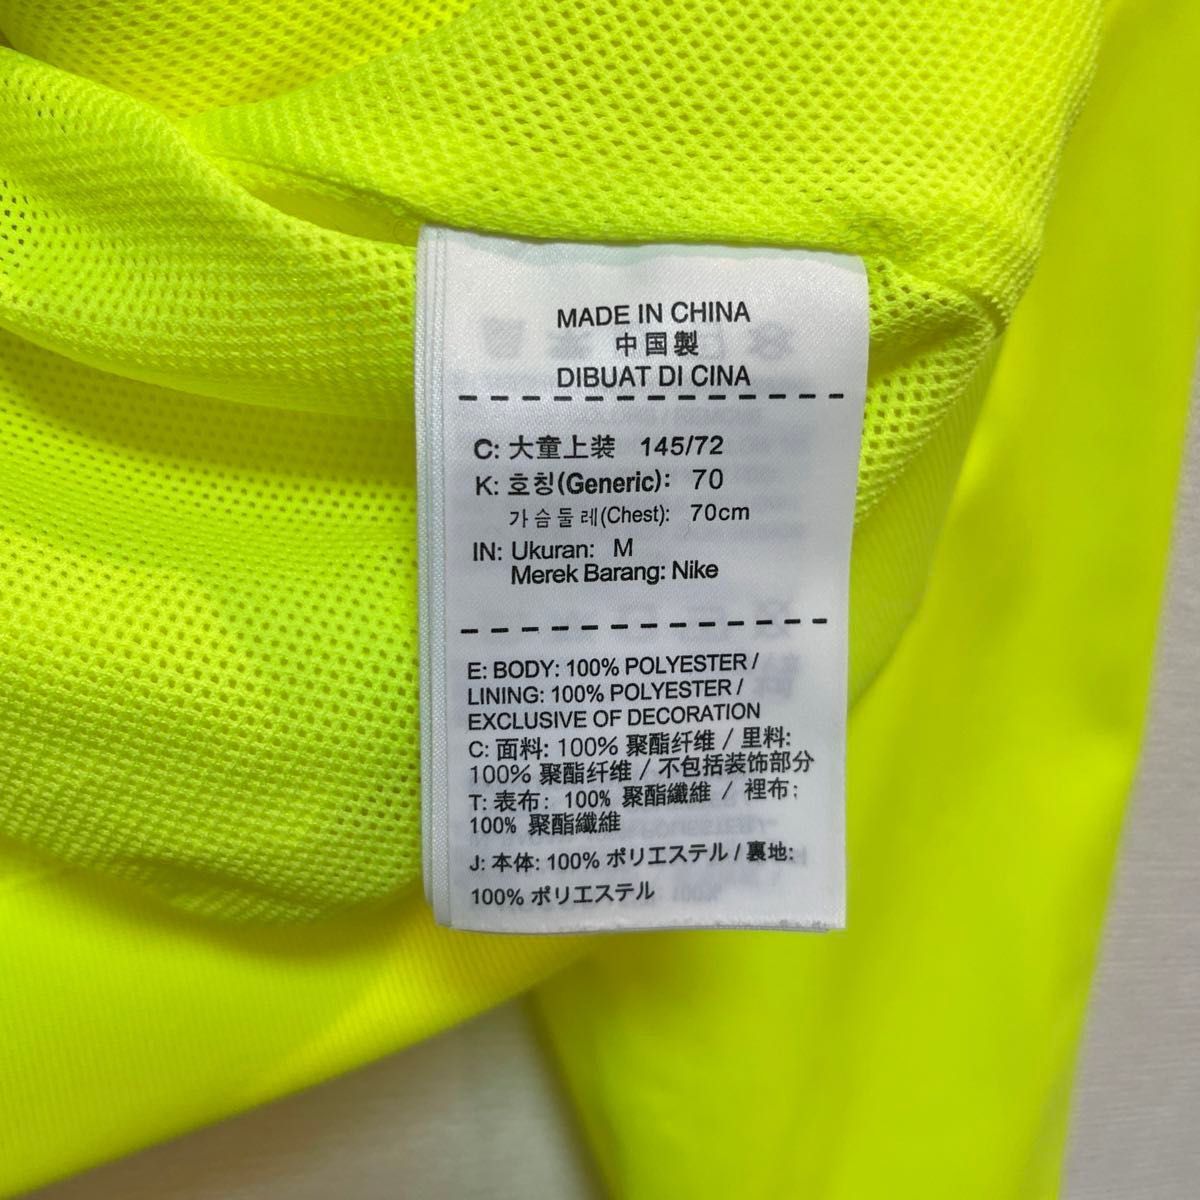 MADE IN CHINA
中国製
DIBUAT DI CINA
C: 大童上装 145/72
K: 호칭(Generic): 70
가슴둘레(Chest): 70cm
IN: Ukuran: M
Merek Barang: Nike
E: BODY: 100% POLYESTER /
LINING: 100% POLYESTER /
EXCLUSIVE OF DECORATION
C: 面料: 100% 聚酯纤维 / 里料:
100% 聚酯纤维 / 不包括装饰部分
T: 表布: 100% 聚酯纖維 / 裡布:
100% 聚酯纖維
J: 本体: 100% ポリエステル / 裏地:
100% ポリエステル